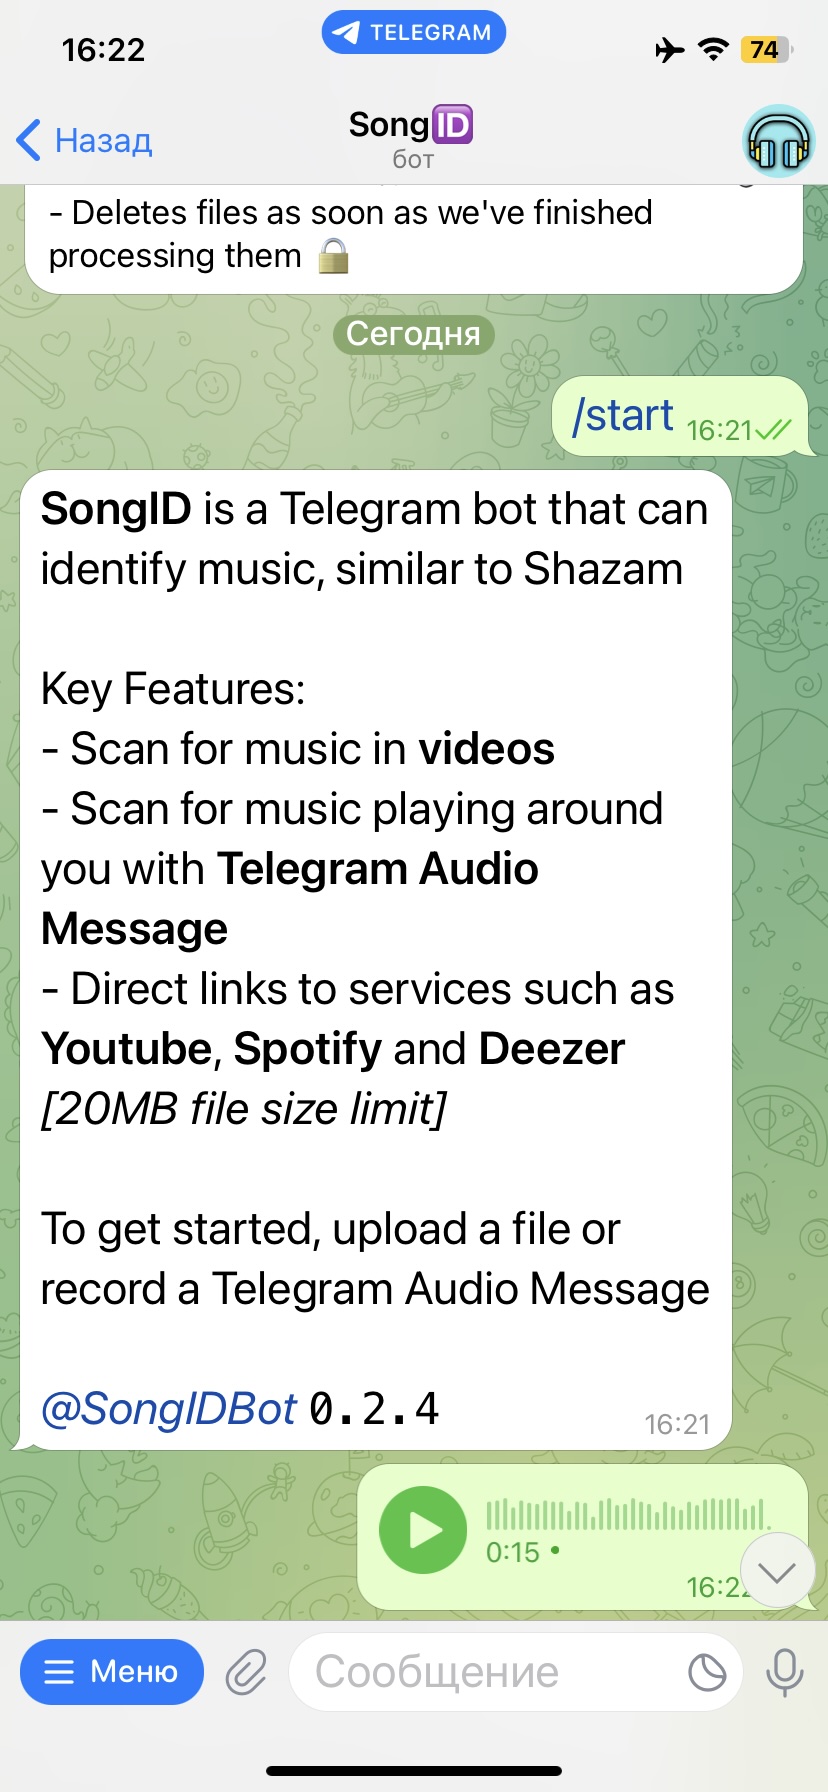 16:22
TELEGRAM
74
Назад
Song🆔
бот
- Deletes files as soon as we've finished
processing them 🔒
Сегодня
/start 16:21
SongID is a Telegram bot that can
identify music, similar to Shazam
Key Features:
- Scan for music in videos
- Scan for music playing around
you with Telegram Audio
Message
- Direct links to services such as
Youtube, Spotify and Deezer
[20MB file size limit]
To get started, upload a file or
record a Telegram Audio Message
@SongIDBot 0.2.4
16:21
0:15
Меню
Сообщение